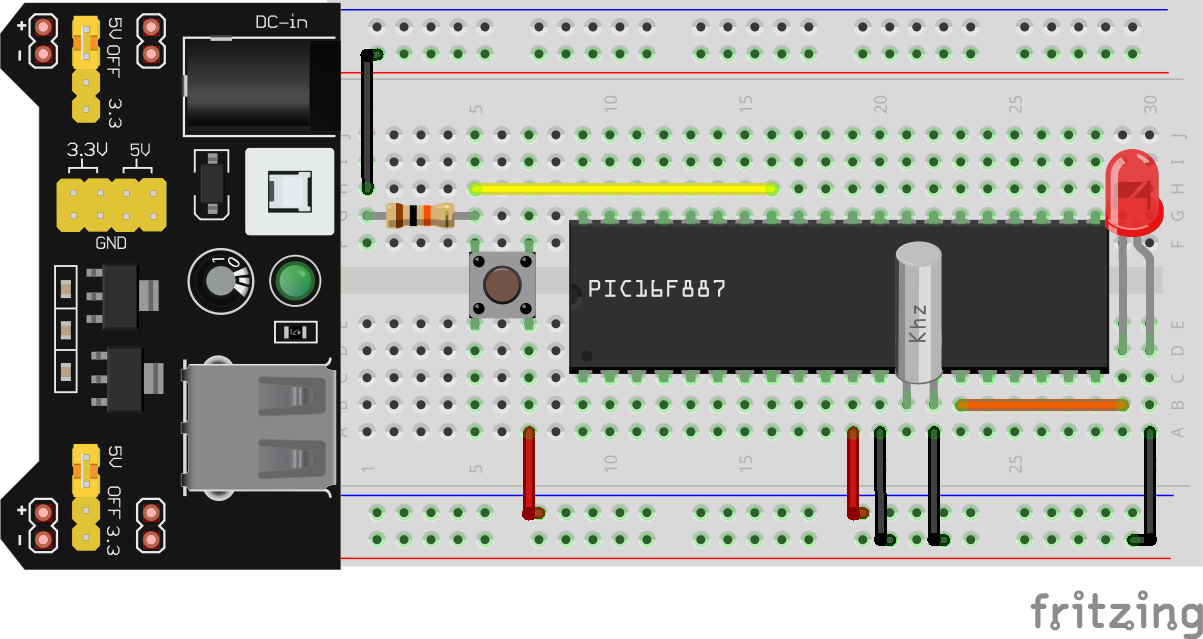 DC-in
+
-
5V OFF 3.3
3.3V 5V
GND
10
5V OFF 3.3
+
-
5 10 15 20 25 30
J J
I I
H H
G G
F F
PIC16F887
Khz
E E
D D
C C
B B
A A
1 5 10 15 25
fritzing